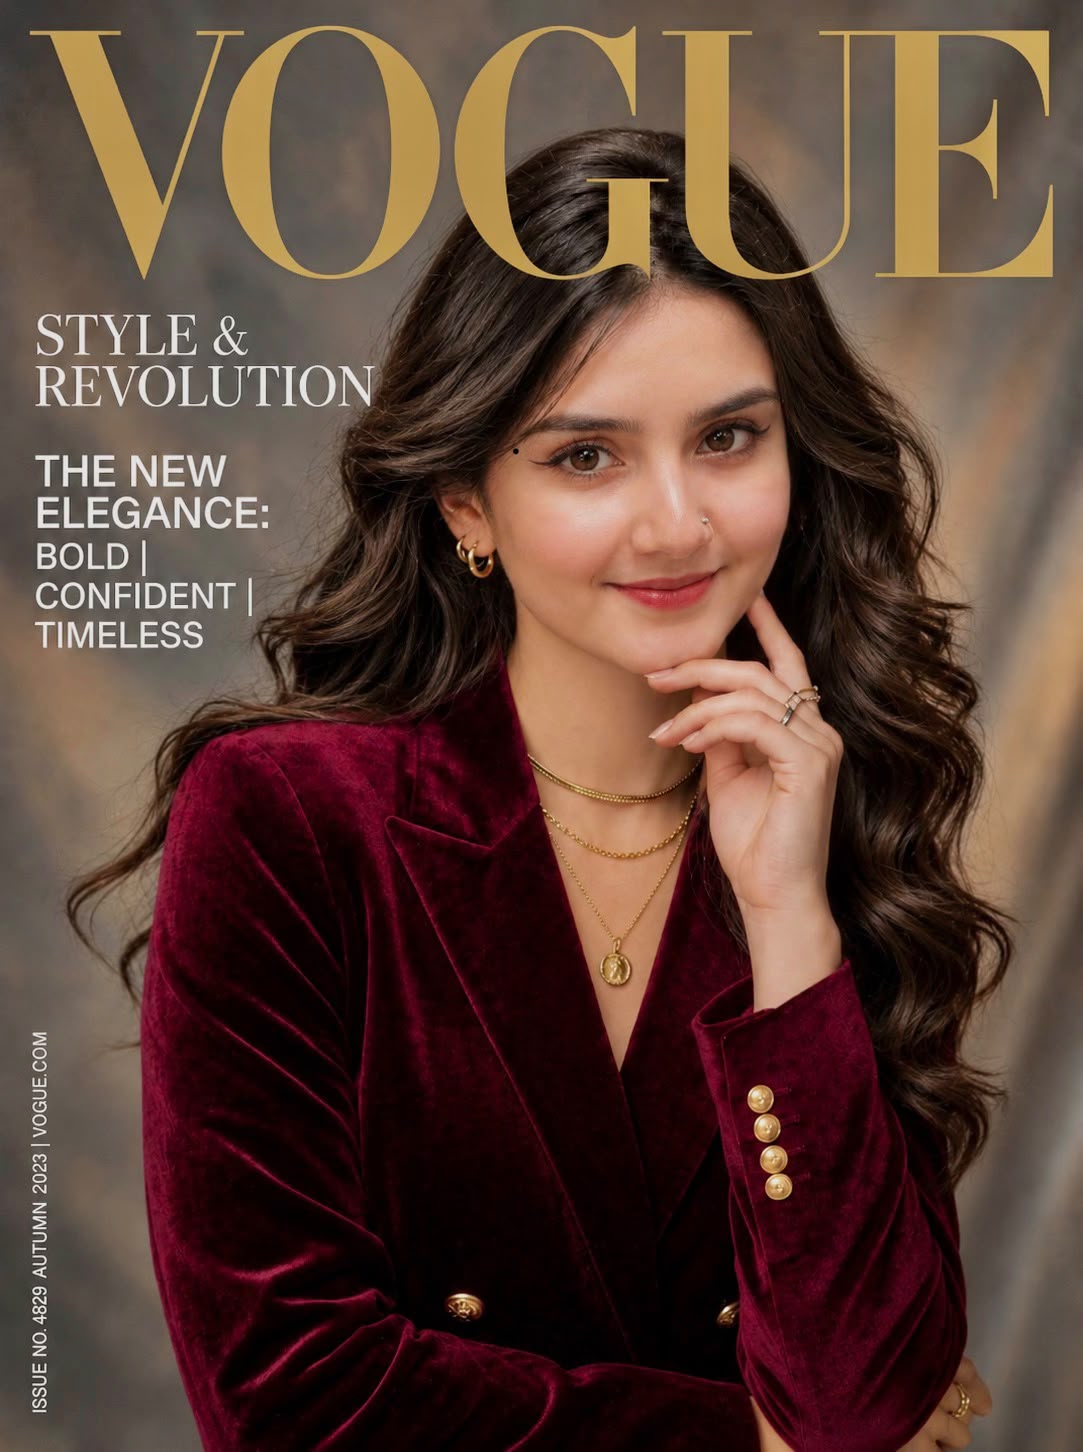 VOGUE
STYLE &
REVOLUTION
THE NEW
ELEGANCE:
BOLD |
CONFIDENT |
TIMELESS
ISSUE NO. 4829 AUTUMN 2023 | VOGUE.COM